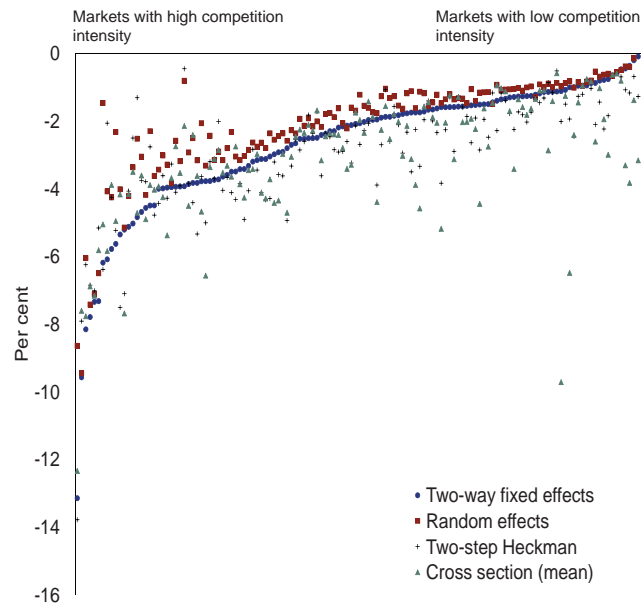 Markets with high competition
intensity
Markets with low competition
intensity
0
-2
-4
-6
-8
-10
-12
-14
-16
Per cent
Two-way fixed effects
Random effects
Two-step Heckman
Cross section (mean)